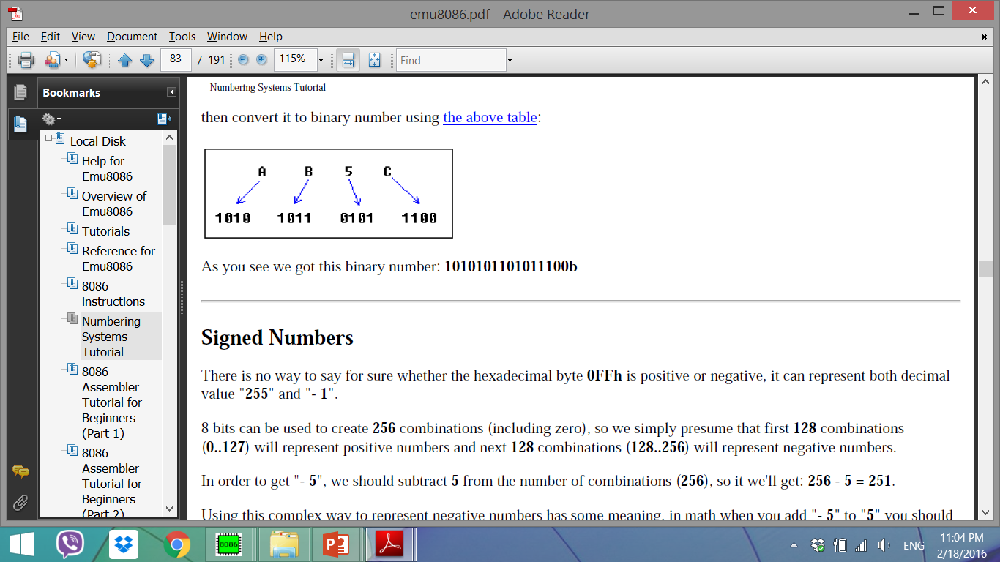 emu8086.pdf - Adobe Reader
File Edit View Document Tools Window Help
83 / 191 115% Find
Bookmarks
Local Disk
Help for
Emu8086
Overview of
Emu8086
Tutorials
Reference for
Emu8086
8086
instructions
Numbering
Systems
Tutorial
8086
Assembler
Tutorial for
Beginners
(Part 1)
8086
Assembler
Tutorial for
Beginners
(Part 2)
Numbering Systems Tutorial
then convert it to binary number using the above table:
A B 5 C
1010 1011 0101 1100
As you see we got this binary number: 1010101101011100b
Signed Numbers
There is no way to say for sure whether the hexadecimal byte 0FFh is positive or negative, it can represent both decimal
value "255" and "- 1".
8 bits can be used to create 256 combinations (including zero), so we simply presume that first 128 combinations
(0..127) will represent positive numbers and next 128 combinations (128..256) will represent negative numbers.
In order to get "- 5", we should subtract 5 from the number of combinations (256), so it we'll get: 256 - 5 = 251.
Using this complex way to represent negative numbers has some meaning, in math when you add "- 5" to "5" you should
8086
ENG
11:04 PM
2/18/2016